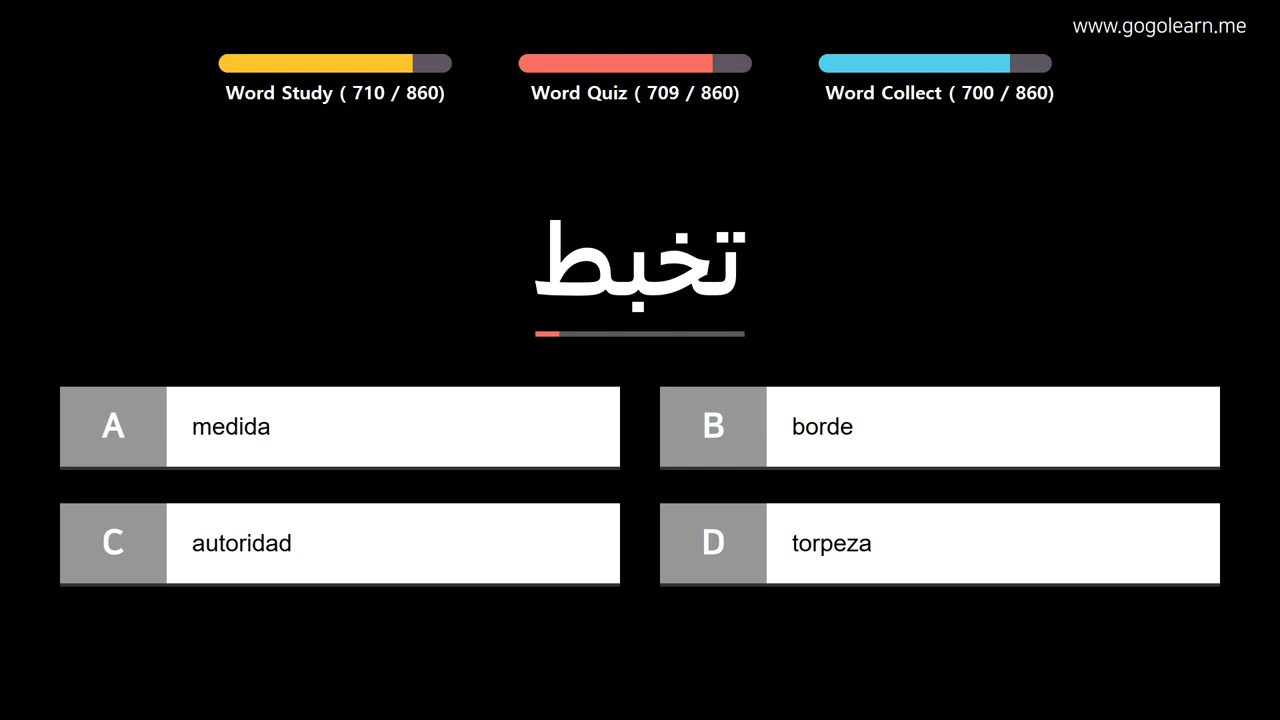 www.gogolearn.me
Word Study ( 710 / 860)
Word Quiz ( 709 / 860)
Word Collect ( 700 / 860)
تخبط
A medida
B borde
C autoridad
D torpeza